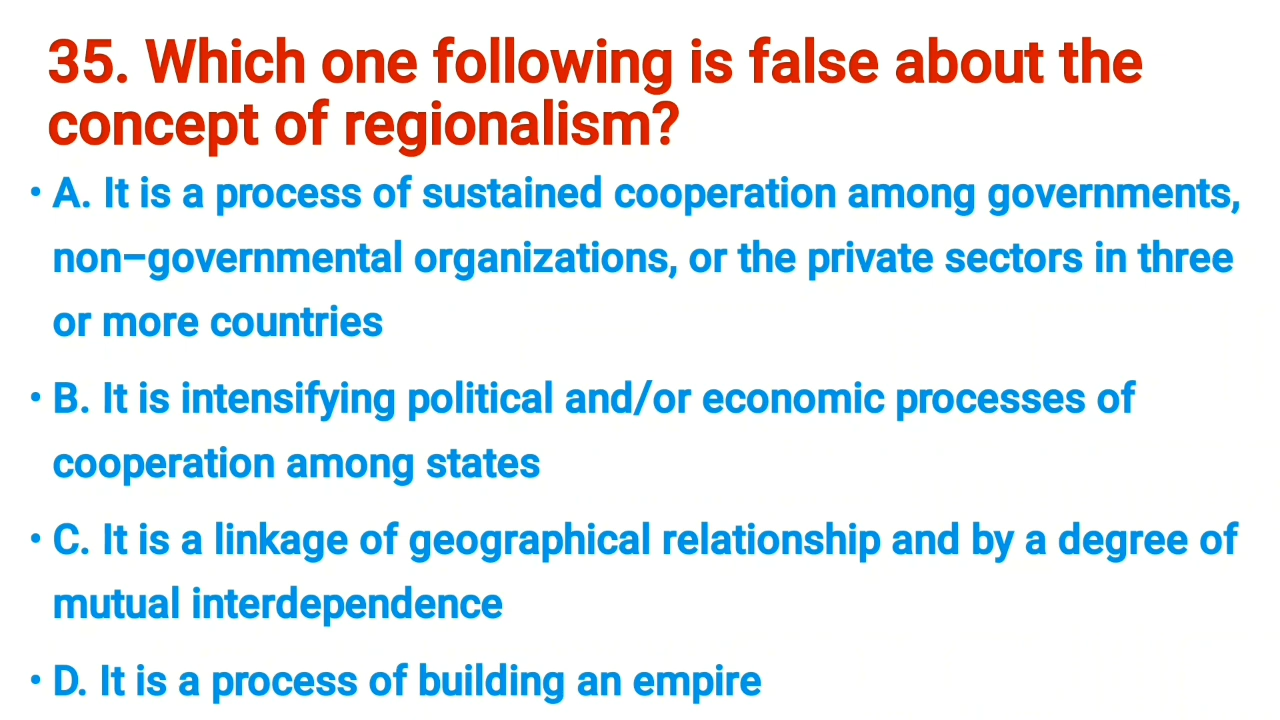 35. Which one following is false about the
concept of regionalism?
• A. It is a process of sustained cooperation among governments,
non–governmental organizations, or the private sectors in three
or more countries
• B. It is intensifying political and/or economic processes of
cooperation among states
• C. It is a linkage of geographical relationship and by a degree of
mutual interdependence
• D. It is a process of building an empire